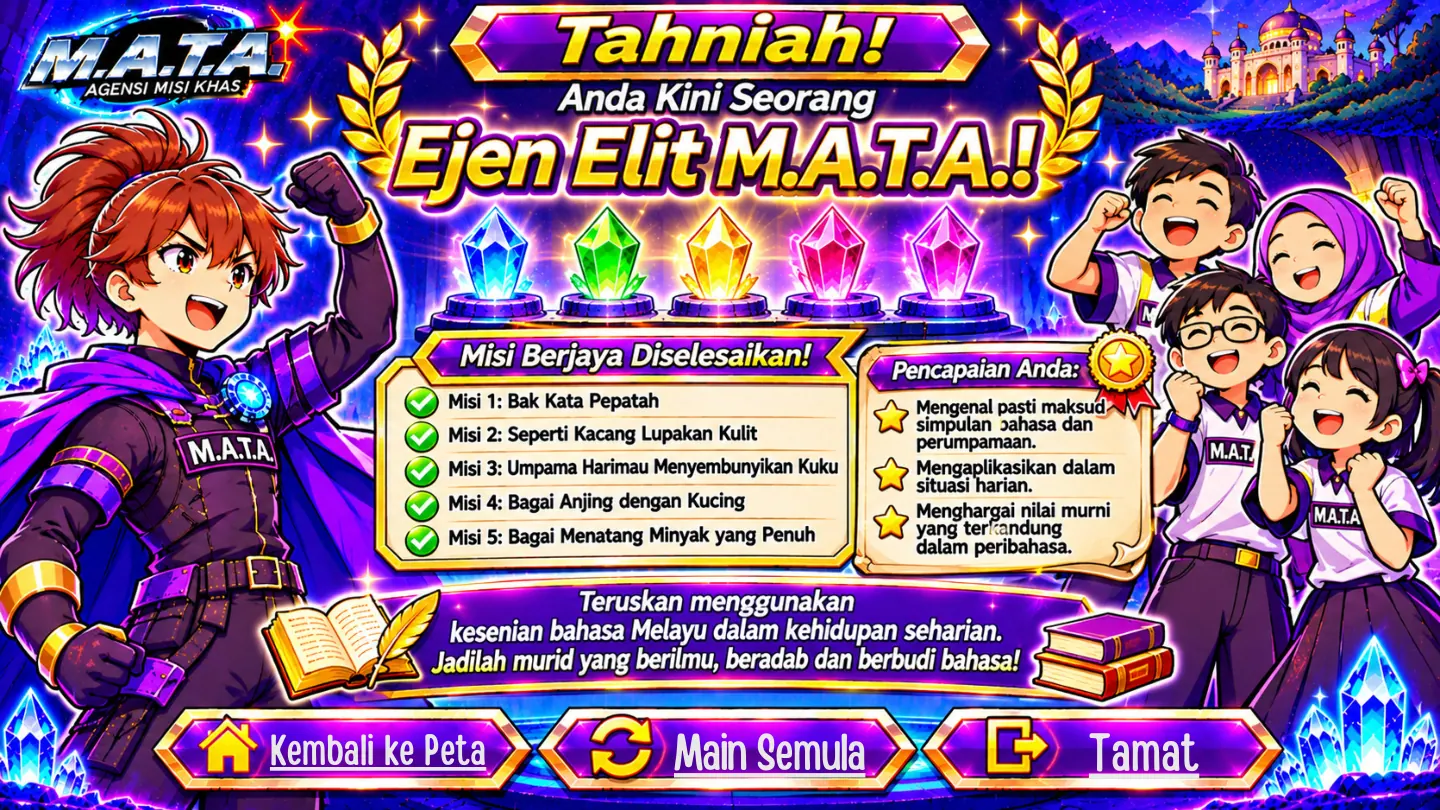 M.A.T.A.
AGENSI MISI KHAS
Tahniah!
Anda Kini Seorang
Ejen Elit M.A.T.A.!
Misi Berjaya Diselesaikan!
Misi 1: Bak Kata Pepatah
Misi 2: Seperti Kacang Lupakan Kulit
Misi 3: Umpama Harimau Menyembunyikan Kuku
Misi 4: Bagai Anjing dengan Kucing
Misi 5: Bagai Menatang Minyak yang Penuh
Pencapaian Anda:
Mengenal pasti maksud
simpulan bahasa dan
perumpamaan.
Mengaplikasikan dalam
situasi harian.
Menghargai nilai murni
yang terkandung
dalam peribahasa.
M.A.T.A.
M.A.T.
M.A.T.A
Teruskan menggunakan
kesenian bahasa Melayu dalam kehidupan seharian.
Jadilah murid yang berilmu, beradab dan berbudi bahasa!
Kembali ke Peta
Main Semula
Tamat